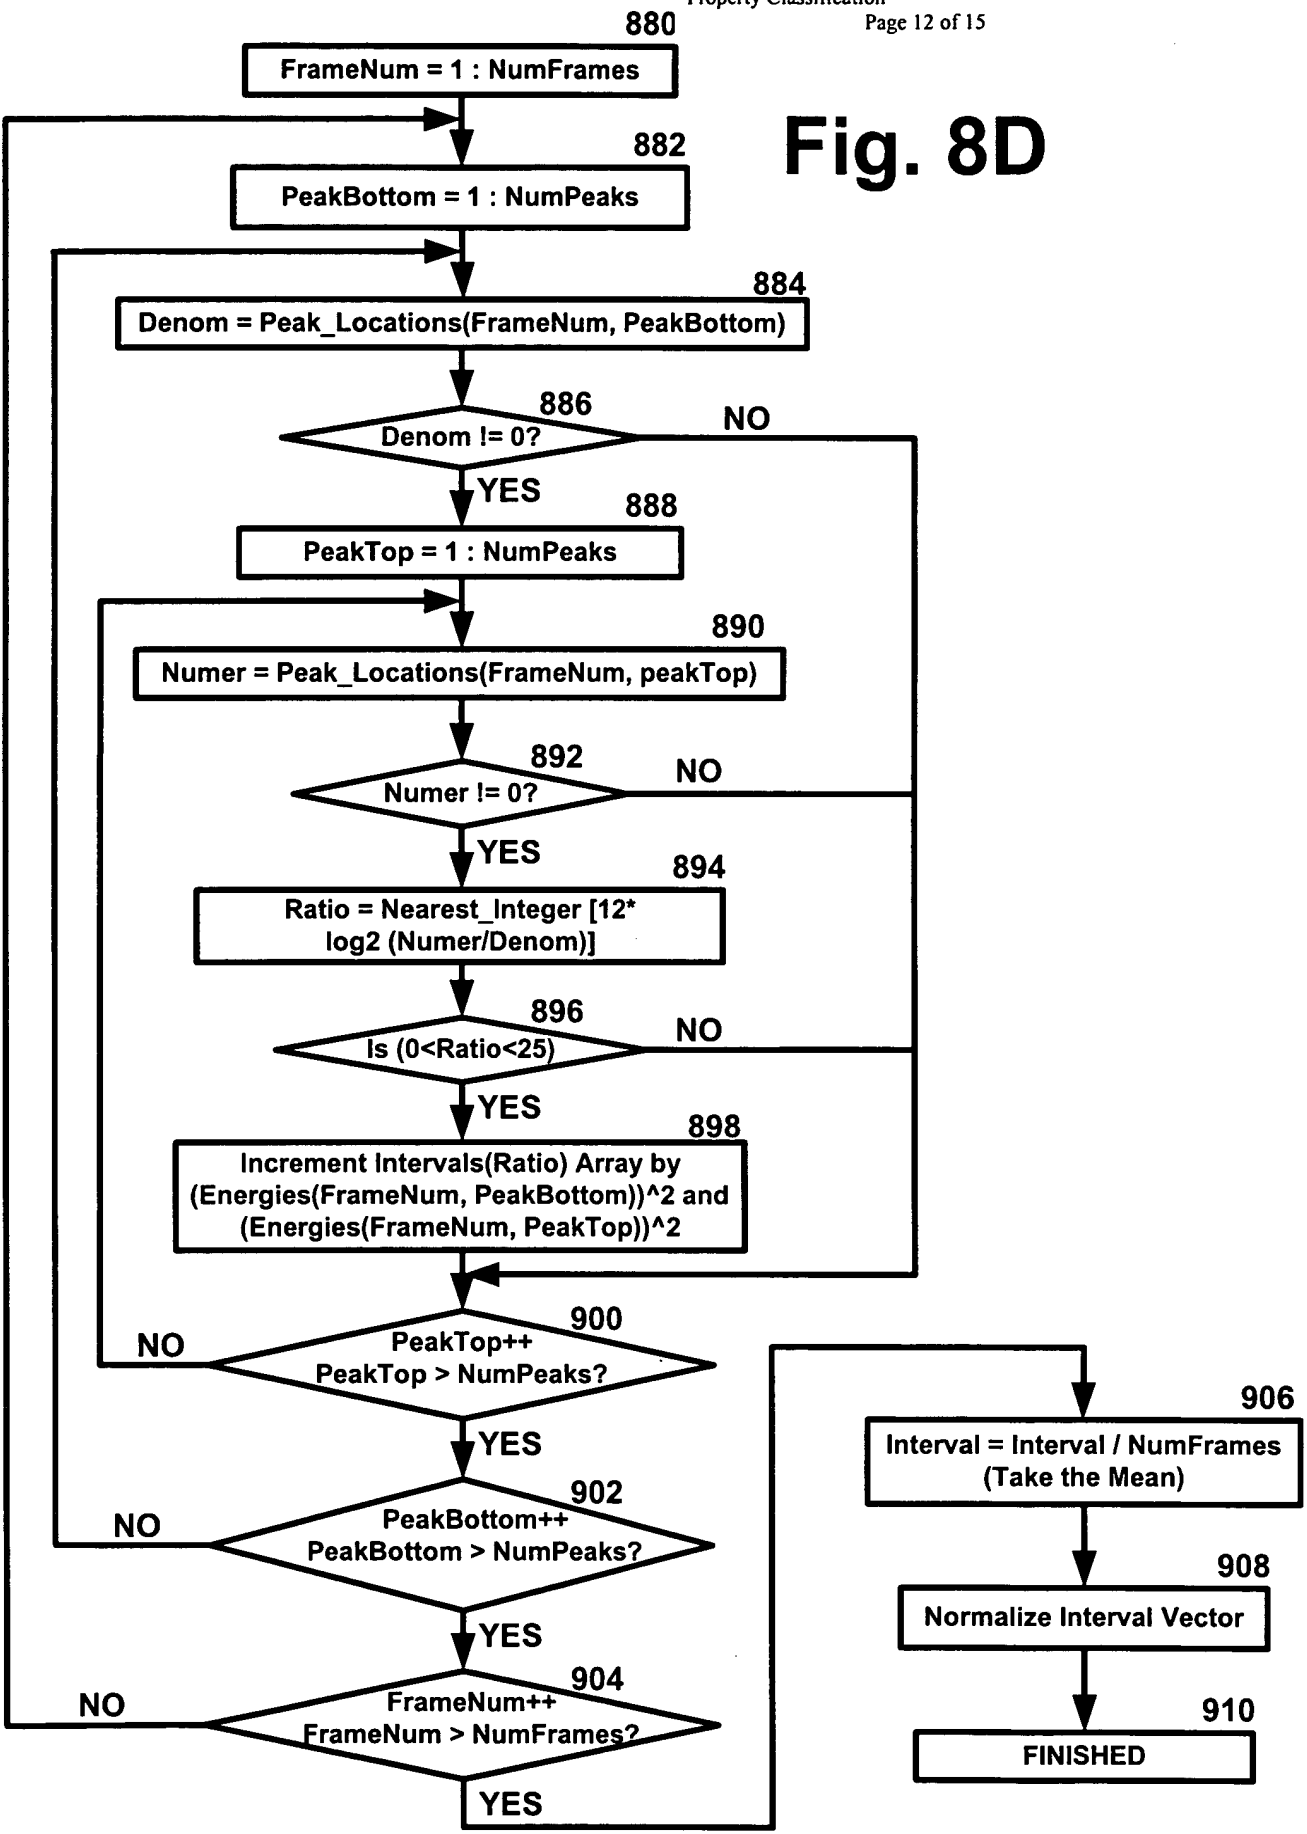 Property Classification
Page 12 of 15
880
FrameNum = 1 : NumFrames
Fig. 8D
882
PeakBottom = 1 : NumPeaks
884
Denom = Peak_Locations(FrameNum, PeakBottom)
886
Denom != 0?
NO
YES
888
PeakTop = 1 : NumPeaks
890
Numer = Peak_Locations(FrameNum, peakTop)
892
Numer != 0?
NO
YES
894
Ratio = Nearest_Integer [12*
log2 (Numer/Denom)]
896
Is (0<Ratio<25)
NO
YES
898
Increment Intervals(Ratio) Array by
(Energies(FrameNum, PeakBottom))^2 and
(Energies(FrameNum, PeakTop))^2
900
PeakTop++
PeakTop > NumPeaks?
NO
YES
902
PeakBottom++
PeakBottom > NumPeaks?
NO
YES
904
FrameNum++
FrameNum > NumFrames?
NO
YES
906
Interval = Interval / NumFrames
(Take the Mean)
908
Normalize Interval Vector
910
FINISHED